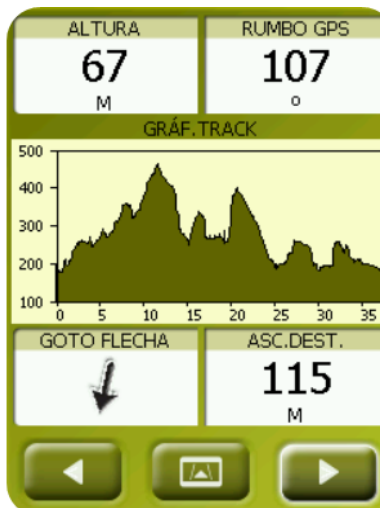 ALTURA
67
M
RUMBO GPS
107
o
GRÁF.TRACK
500
400
300
200
100
0 5 10 15 20 25 30 35
GOTO FLECHA
ASC.DEST.
115
M